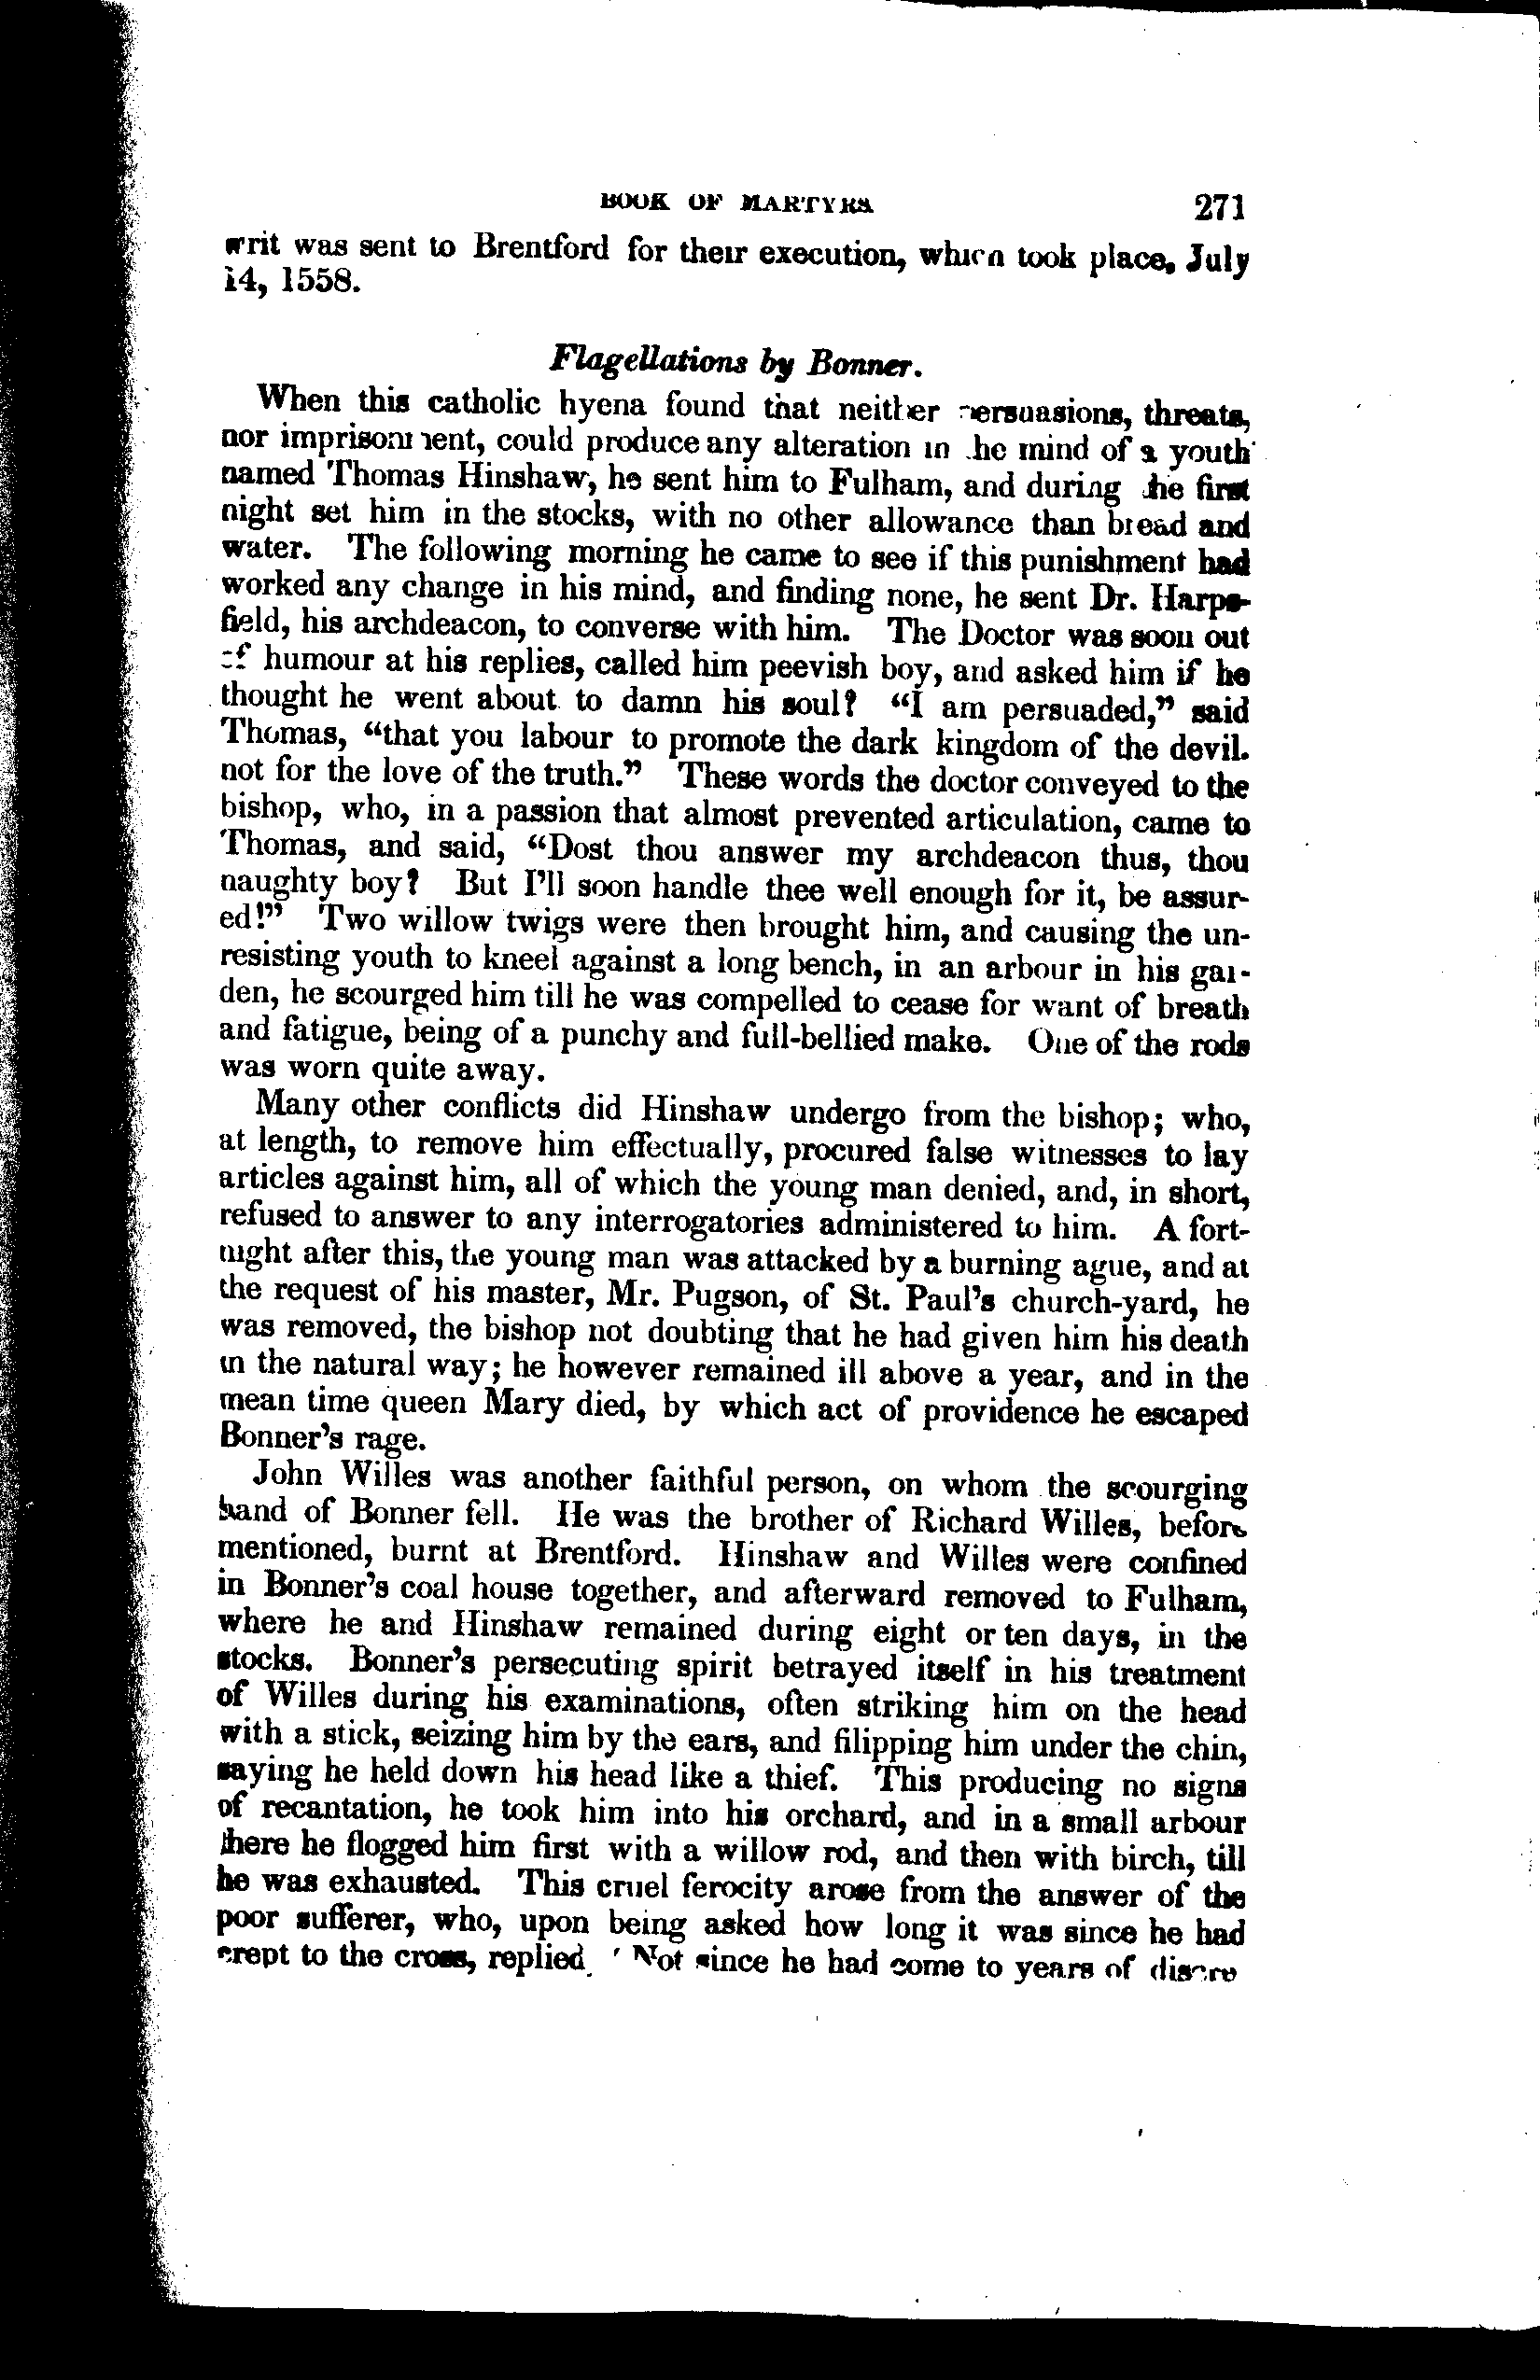 BOOK OF MARTYRS 271
writ was sent to Brentford for their execution, which took place, July
14, 1558.
Flagellations by Bonner.
When this catholic hyena found that neither persuasions, threats,
nor imprisonment, could produce any alteration in the mind of a youth
named Thomas Hinshaw, he sent him to Fulham, and during the first
night set him in the stocks, with no other allowance than bread and
water. The following morning he came to see if this punishment had
worked any change in his mind, and finding none, he sent Dr. Harps-
field, his archdeacon, to converse with him. The Doctor was soon out
of humour at his replies, called him peevish boy, and asked him if he
thought he went about to damn his soul? “I am persuaded,” said
Thomas, “that you labour to promote the dark kingdom of the devil.
not for the love of the truth.” These words the doctor conveyed to the
bishop, who, in a passion that almost prevented articulation, came to
Thomas, and said, “Dost thou answer my archdeacon thus, thou
naughty boy? But I'll soon handle thee well enough for it, be assur-
ed!” Two willow twigs were then brought him, and causing the un-
resisting youth to kneel against a long bench, in an arbour in his gar-
den, he scourged him till he was compelled to cease for want of breath
and fatigue, being of a punchy and full-bellied make. One of the rods
was worn quite away.
Many other conflicts did Hinshaw undergo from the bishop; who,
at length, to remove him effectually, procured false witnesses to lay
articles against him, all of which the young man denied, and, in short,
refused to answer to any interrogatories administered to him. A fort-
night after this, the young man was attacked by a burning ague, and at
the request of his master, Mr. Pugson, of St. Paul's church-yard, he
was removed, the bishop not doubting that he had given him his death
in the natural way; he however remained ill above a year, and in the
mean time queen Mary died, by which act of providence he escaped
Bonner's rage.
John Willes was another faithful person, on whom the scourging
hand of Bonner fell. He was the brother of Richard Willes, before
mentioned, burnt at Brentford. Hinshaw and Willes were confined
in Bonner's coal house together, and afterward removed to Fulham,
where he and Hinshaw remained during eight or ten days, in the
stocks. Bonner's persecuting spirit betrayed itself in his treatment
of Willes during his examinations, often striking him on the head
with a stick, seizing him by the ears, and filipping him under the chin,
saying he held down his head like a thief. This producing no signs
of recantation, he took him into his orchard, and in a small arbour
there he flogged him first with a willow rod, and then with birch, till
he was exhausted. This cruel ferocity arose from the answer of the
poor sufferer, who, upon being asked how long it was since he had
crept to the cross, replied, ‘Not since he had come to years of discre